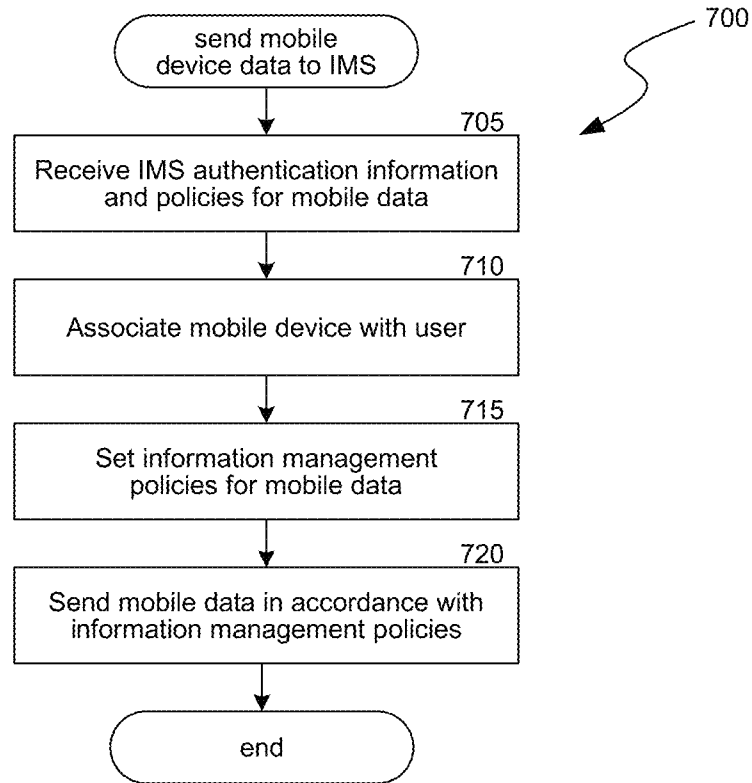 700
send mobile
device data to IMS
705
Receive IMS authentication information
and policies for mobile data
710
Associate mobile device with user
715
Set information management
policies for mobile data
720
Send mobile data in accordance with
information management policies
end